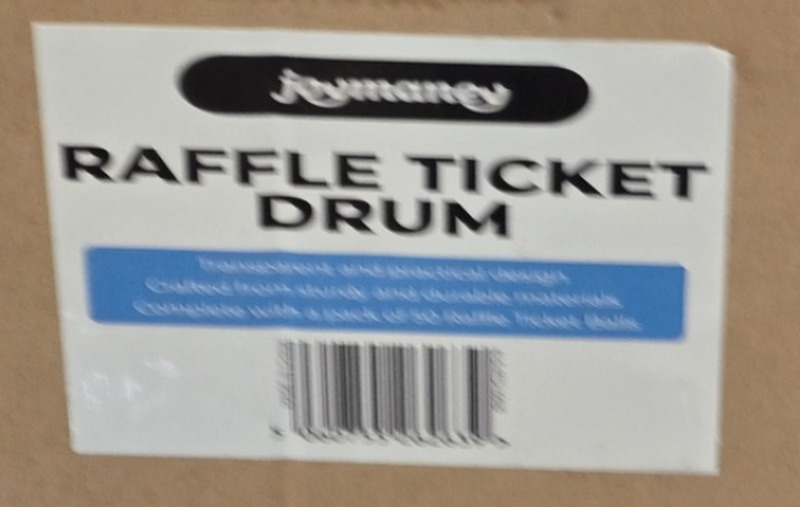 joymaney
RAFFLE TICKET
DRUM
Transparent and practical design.
Crafted from sturdy and durable materials.
Complete with a pack of 50 Raffle Ticket Balls.